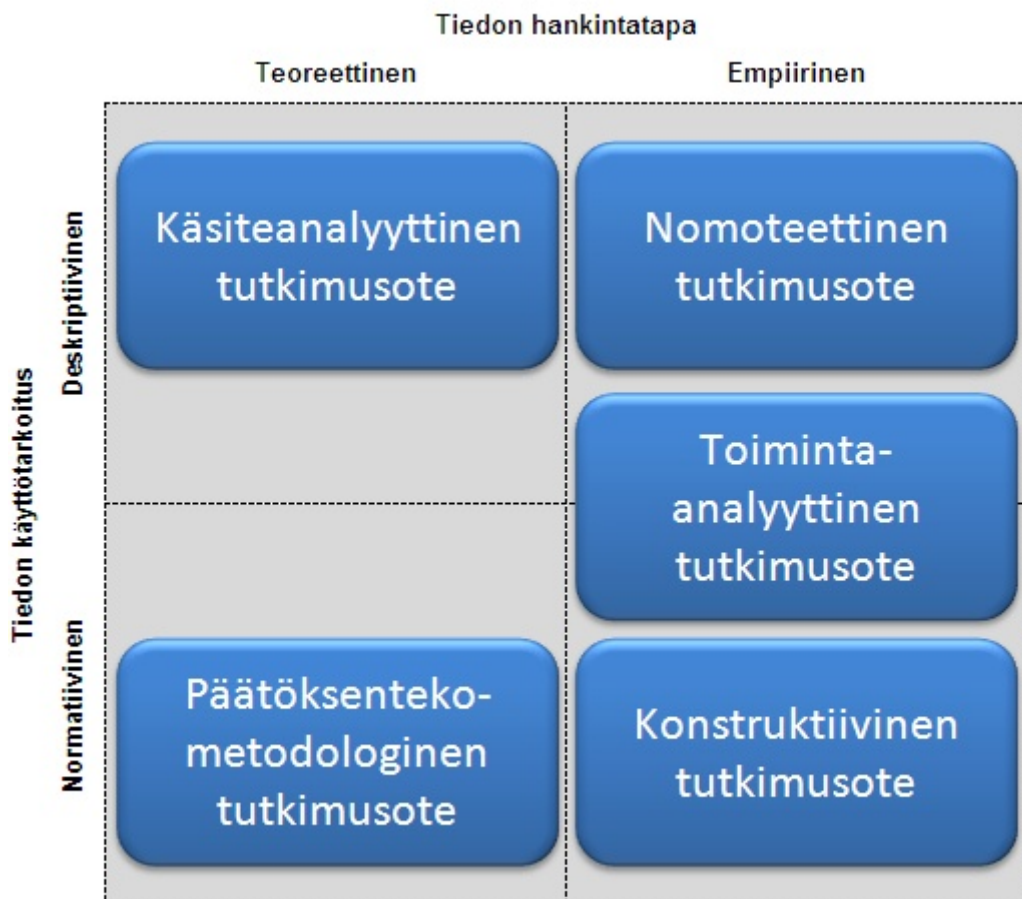 Tiedon hankintatapa
Teoreettinen
Empiirinen
Tiedon käyttötarkoitus
Deskriptiivinen
Käsiteanalyyttinen
tutkimusote
Nomoteettinen
tutkimusote
Toiminta-
analyyttinen
tutkimusote
Normatiivinen
Päätöksenteko-
metodologinen
tutkimusote
Konstruktiivinen
tutkimusote